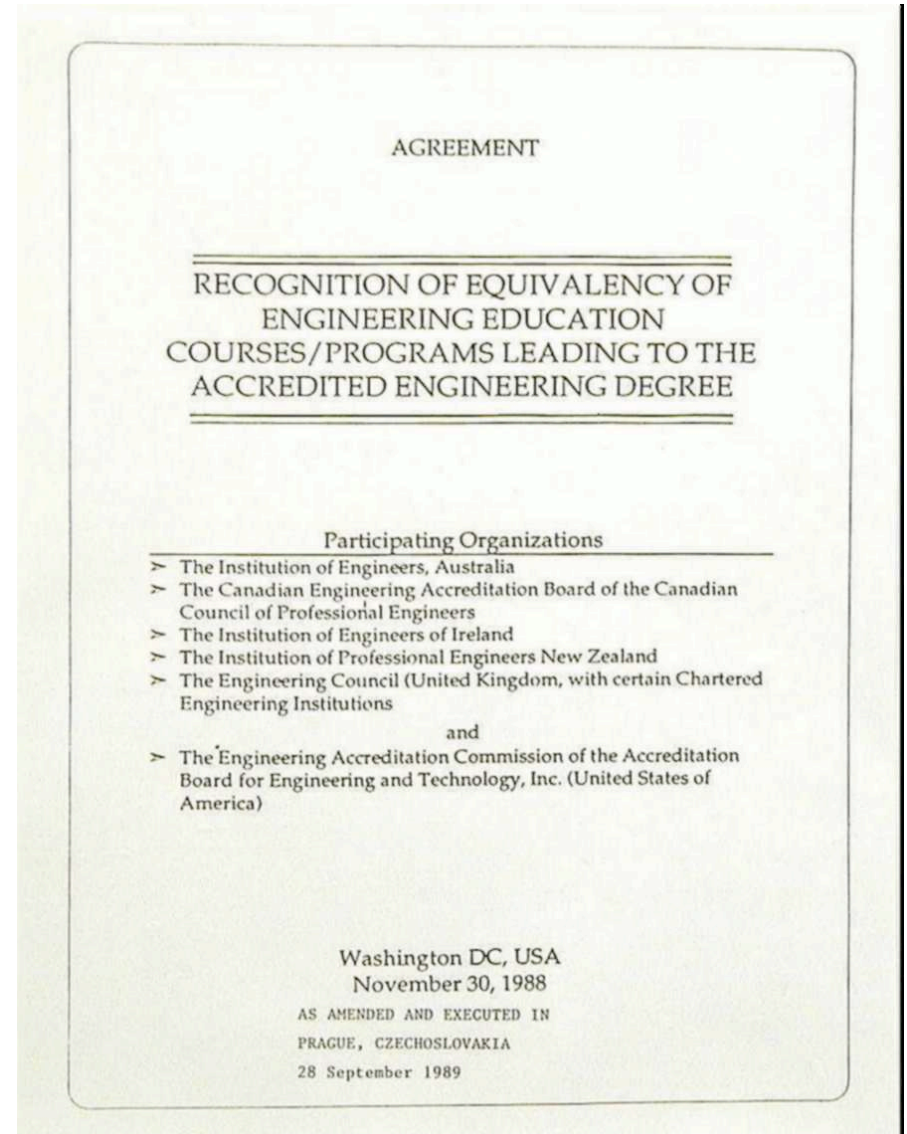 AGREEMENT
RECOGNITION OF EQUIVALENCY OF
ENGINEERING EDUCATION
COURSES/PROGRAMS LEADING TO THE
ACCREDITED ENGINEERING DEGREE
Participating Organizations
➢ The Institution of Engineers, Australia
➢ The Canadian Engineering Accreditation Board of the Canadian
Council of Professional Engineers
➢ The Institution of Engineers of Ireland
➢ The Institution of Professional Engineers New Zealand
➢ The Engineering Council (United Kingdom, with certain Chartered
Engineering Institutions
and
➢ The Engineering Accreditation Commission of the Accreditation
Board for Engineering and Technology, Inc. (United States of
America)
Washington DC, USA
November 30, 1988
AS AMENDED AND EXECUTED IN
PRAGUE, CZECHOSLOVAKIA
28 September 1989